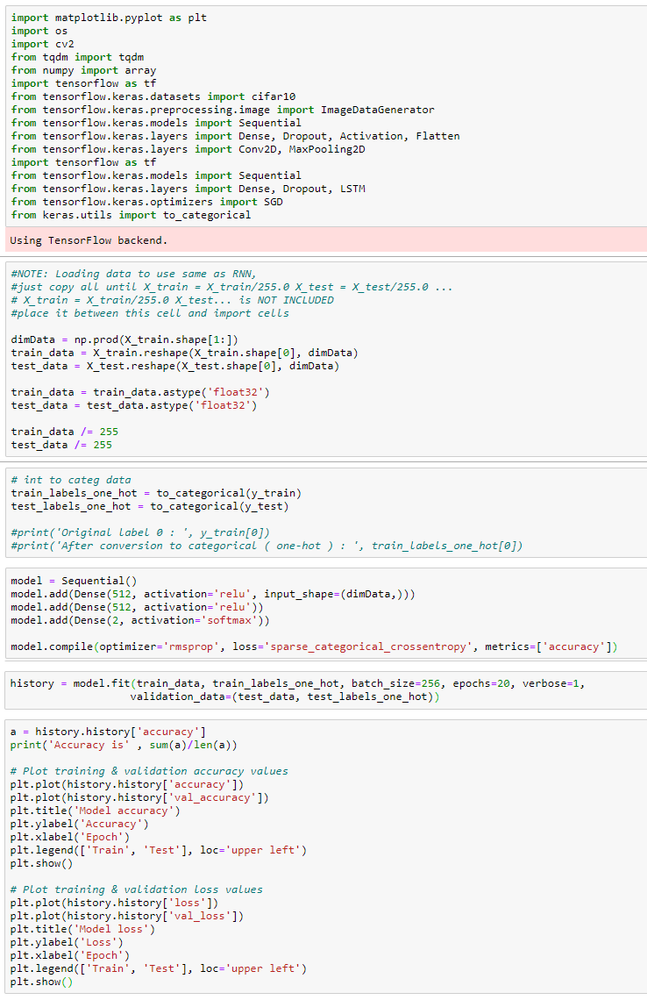 import matplotlib.pyplot as plt
import os
import cv2
from tqdm import tqdm
from numpy import array
import tensorflow as tf
from tensorflow.keras.datasets import cifar10
from tensorflow.keras.preprocessing.image import ImageDataGenerator
from tensorflow.keras.models import Sequential
from tensorflow.keras.layers import Dense, Dropout, Activation, Flatten
from tensorflow.keras.layers import Conv2D, MaxPooling2D
import tensorflow as tf
from tensorflow.keras.models import Sequential
from tensorflow.keras.layers import Dense, Dropout, LSTM
from tensorflow.keras.optimizers import SGD
from keras.utils import to_categorical
Using TensorFlow backend.
#NOTE: Loading data to use same as RNN,
#just copy all until X_train = X_train/255.0 X_test = X_test/255.0 ...
# X_train = X_train/255.0 X_test... is NOT INCLUDED
#place it between this cell and import cells
dimData = np.prod(X_train.shape[1:])
train_data = X_train.reshape(X_train.shape[0], dimData)
test_data = X_test.reshape(X_test.shape[0], dimData)
train_data = train_data.astype('float32')
test_data = test_data.astype('float32')
train_data /= 255
test_data /= 255
# int to categ data
train_labels_one_hot = to_categorical(y_train)
test_labels_one_hot = to_categorical(y_test)
#print('Original label 0 : ', y_train[0])
#print('After conversion to categorical ( one-hot ) : ', train_labels_one_hot[0])
model = Sequential()
model.add(Dense(512, activation='relu', input_shape=(dimData,)))
model.add(Dense(512, activation='relu'))
model.add(Dense(2, activation='softmax'))
model.compile(optimizer='rmsprop', loss='sparse_categorical_crossentropy', metrics=['accuracy'])
history = model.fit(train_data, train_labels_one_hot, batch_size=256, epochs=20, verbose=1,
validation_data=(test_data, test_labels_one_hot))
a = history.history['accuracy']
print('Accuracy is' , sum(a)/len(a))
# Plot training & validation accuracy values
plt.plot(history.history['accuracy'])
plt.plot(history.history['val_accuracy'])
plt.title('Model accuracy')
plt.ylabel('Accuracy')
plt.xlabel('Epoch')
plt.legend(['Train', 'Test'], loc='upper left')
plt.show()
# Plot training & validation loss values
plt.plot(history.history['loss'])
plt.plot(history.history['val_loss'])
plt.title('Model loss')
plt.ylabel('Loss')
plt.xlabel('Epoch')
plt.legend(['Train', 'Test'], loc='upper left')
plt.show()